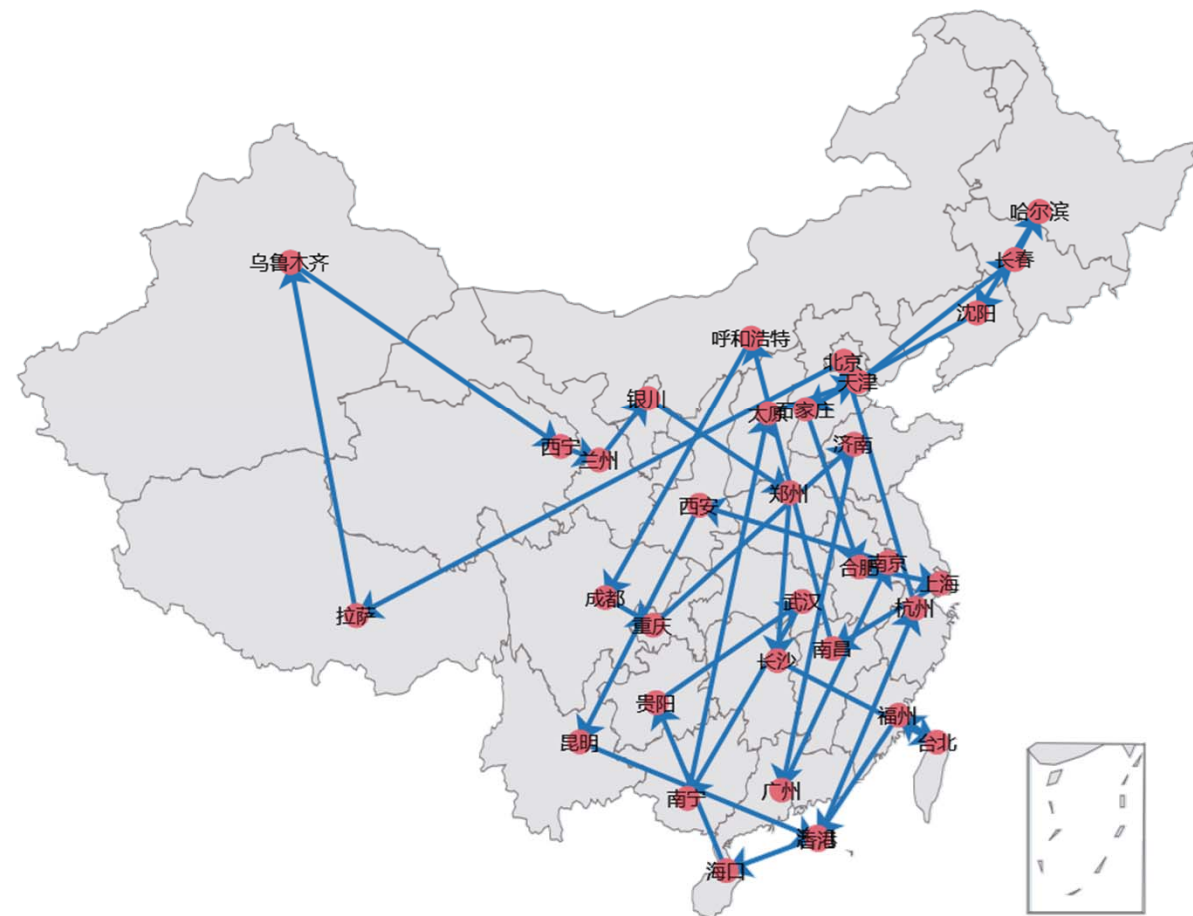 哈尔滨
长春
乌鲁木齐
沈阳
呼和浩特
北京
天津
银川
太原
石家庄
西宁
兰州
济南
郑州
西安
合肥
南京
上海
成都
武汉
杭州
拉萨
重庆
南昌
长沙
贵阳
福州
昆明
台北
南宁
广州
香港
海口